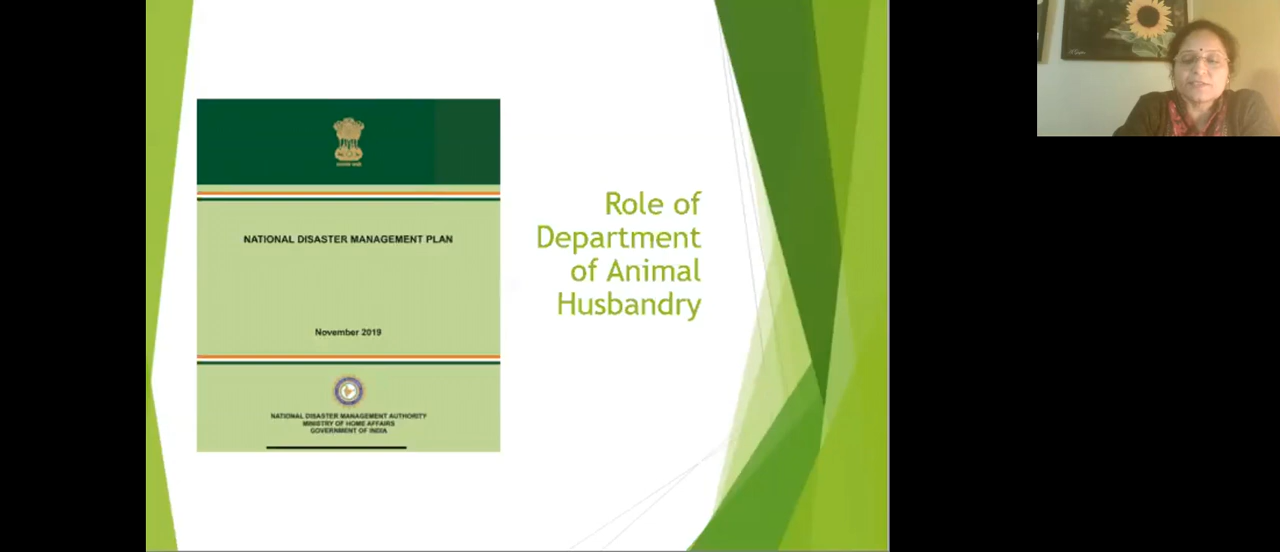 NATIONAL DISASTER MANAGEMENT PLAN
November 2019
NATIONAL DISASTER MANAGEMENT AUTHORITY
MINISTRY OF HOME AFFAIRS
GOVERNMENT OF INDIA
Role of
Department
of Animal
Husbandry